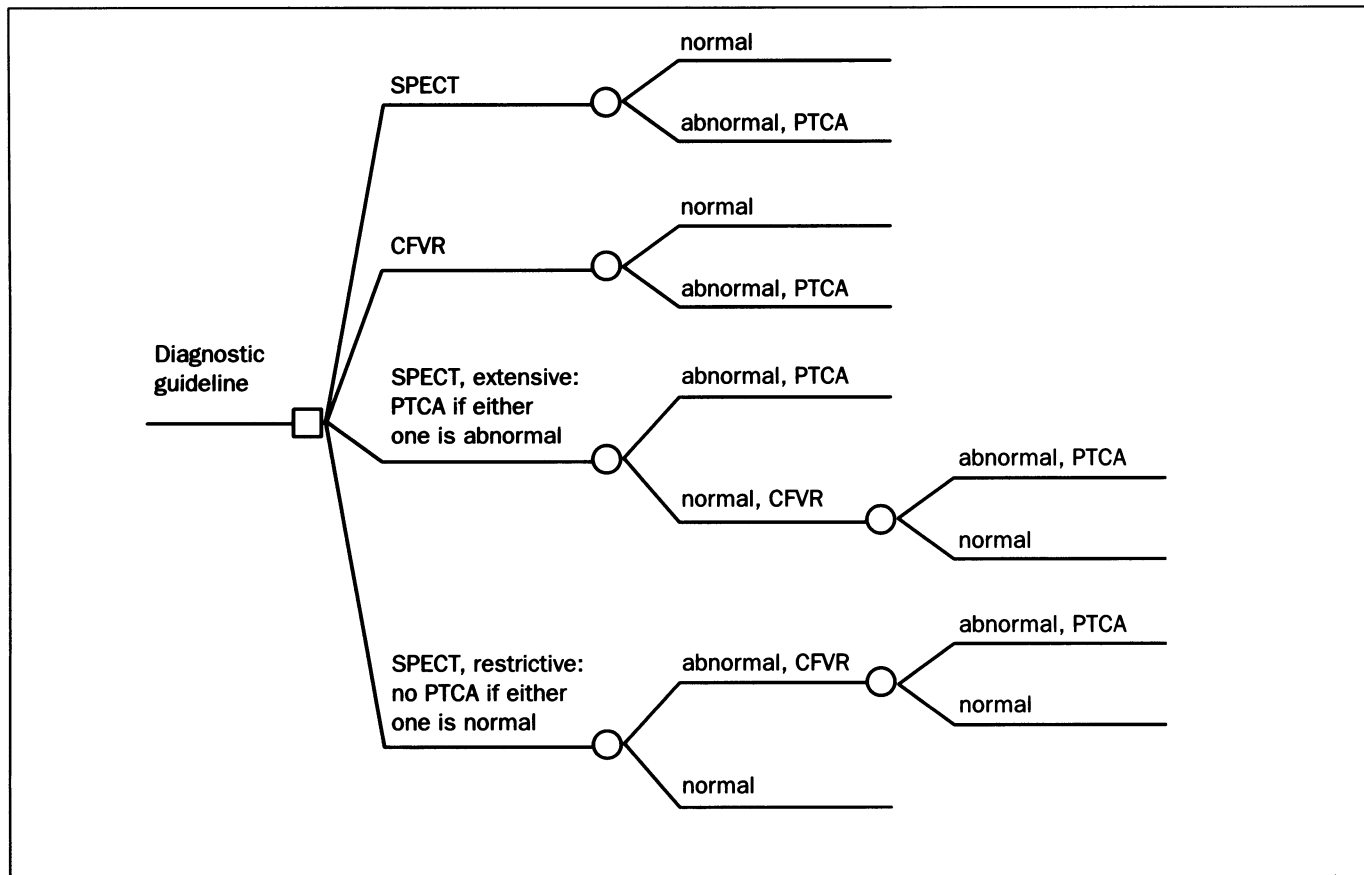 normal
SPECT
abnormal, PTCA
normal
CFVR
abnormal, PTCA
Diagnostic
guideline
SPECT, extensive:
PTCA if either
one is abnormal
abnormal, PTCA
normal, CFVR
abnormal, PTCA
normal
SPECT, restrictive:
no PTCA if either
one is normal
abnormal, CFVR
abnormal, PTCA
normal
normal